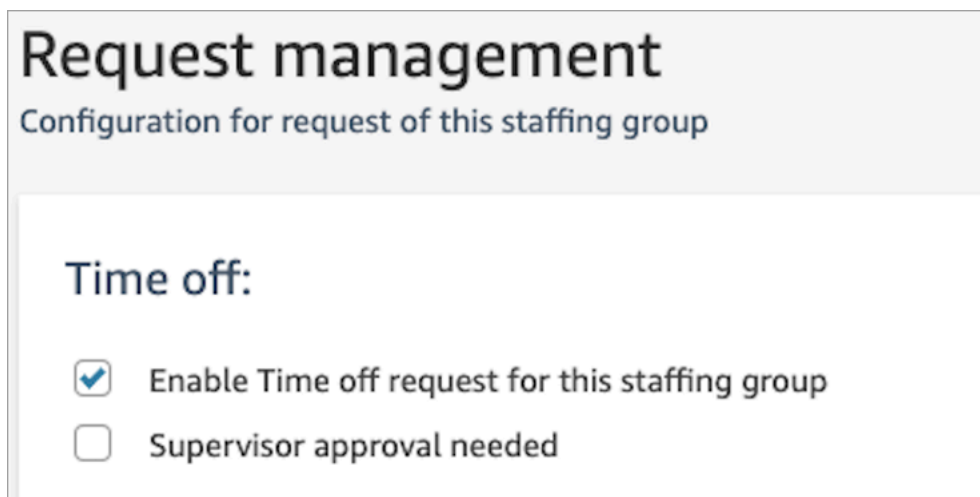 Request management
Configuration for request of this staffing group
Time off:
Enable Time off request for this staffing group
Supervisor approval needed